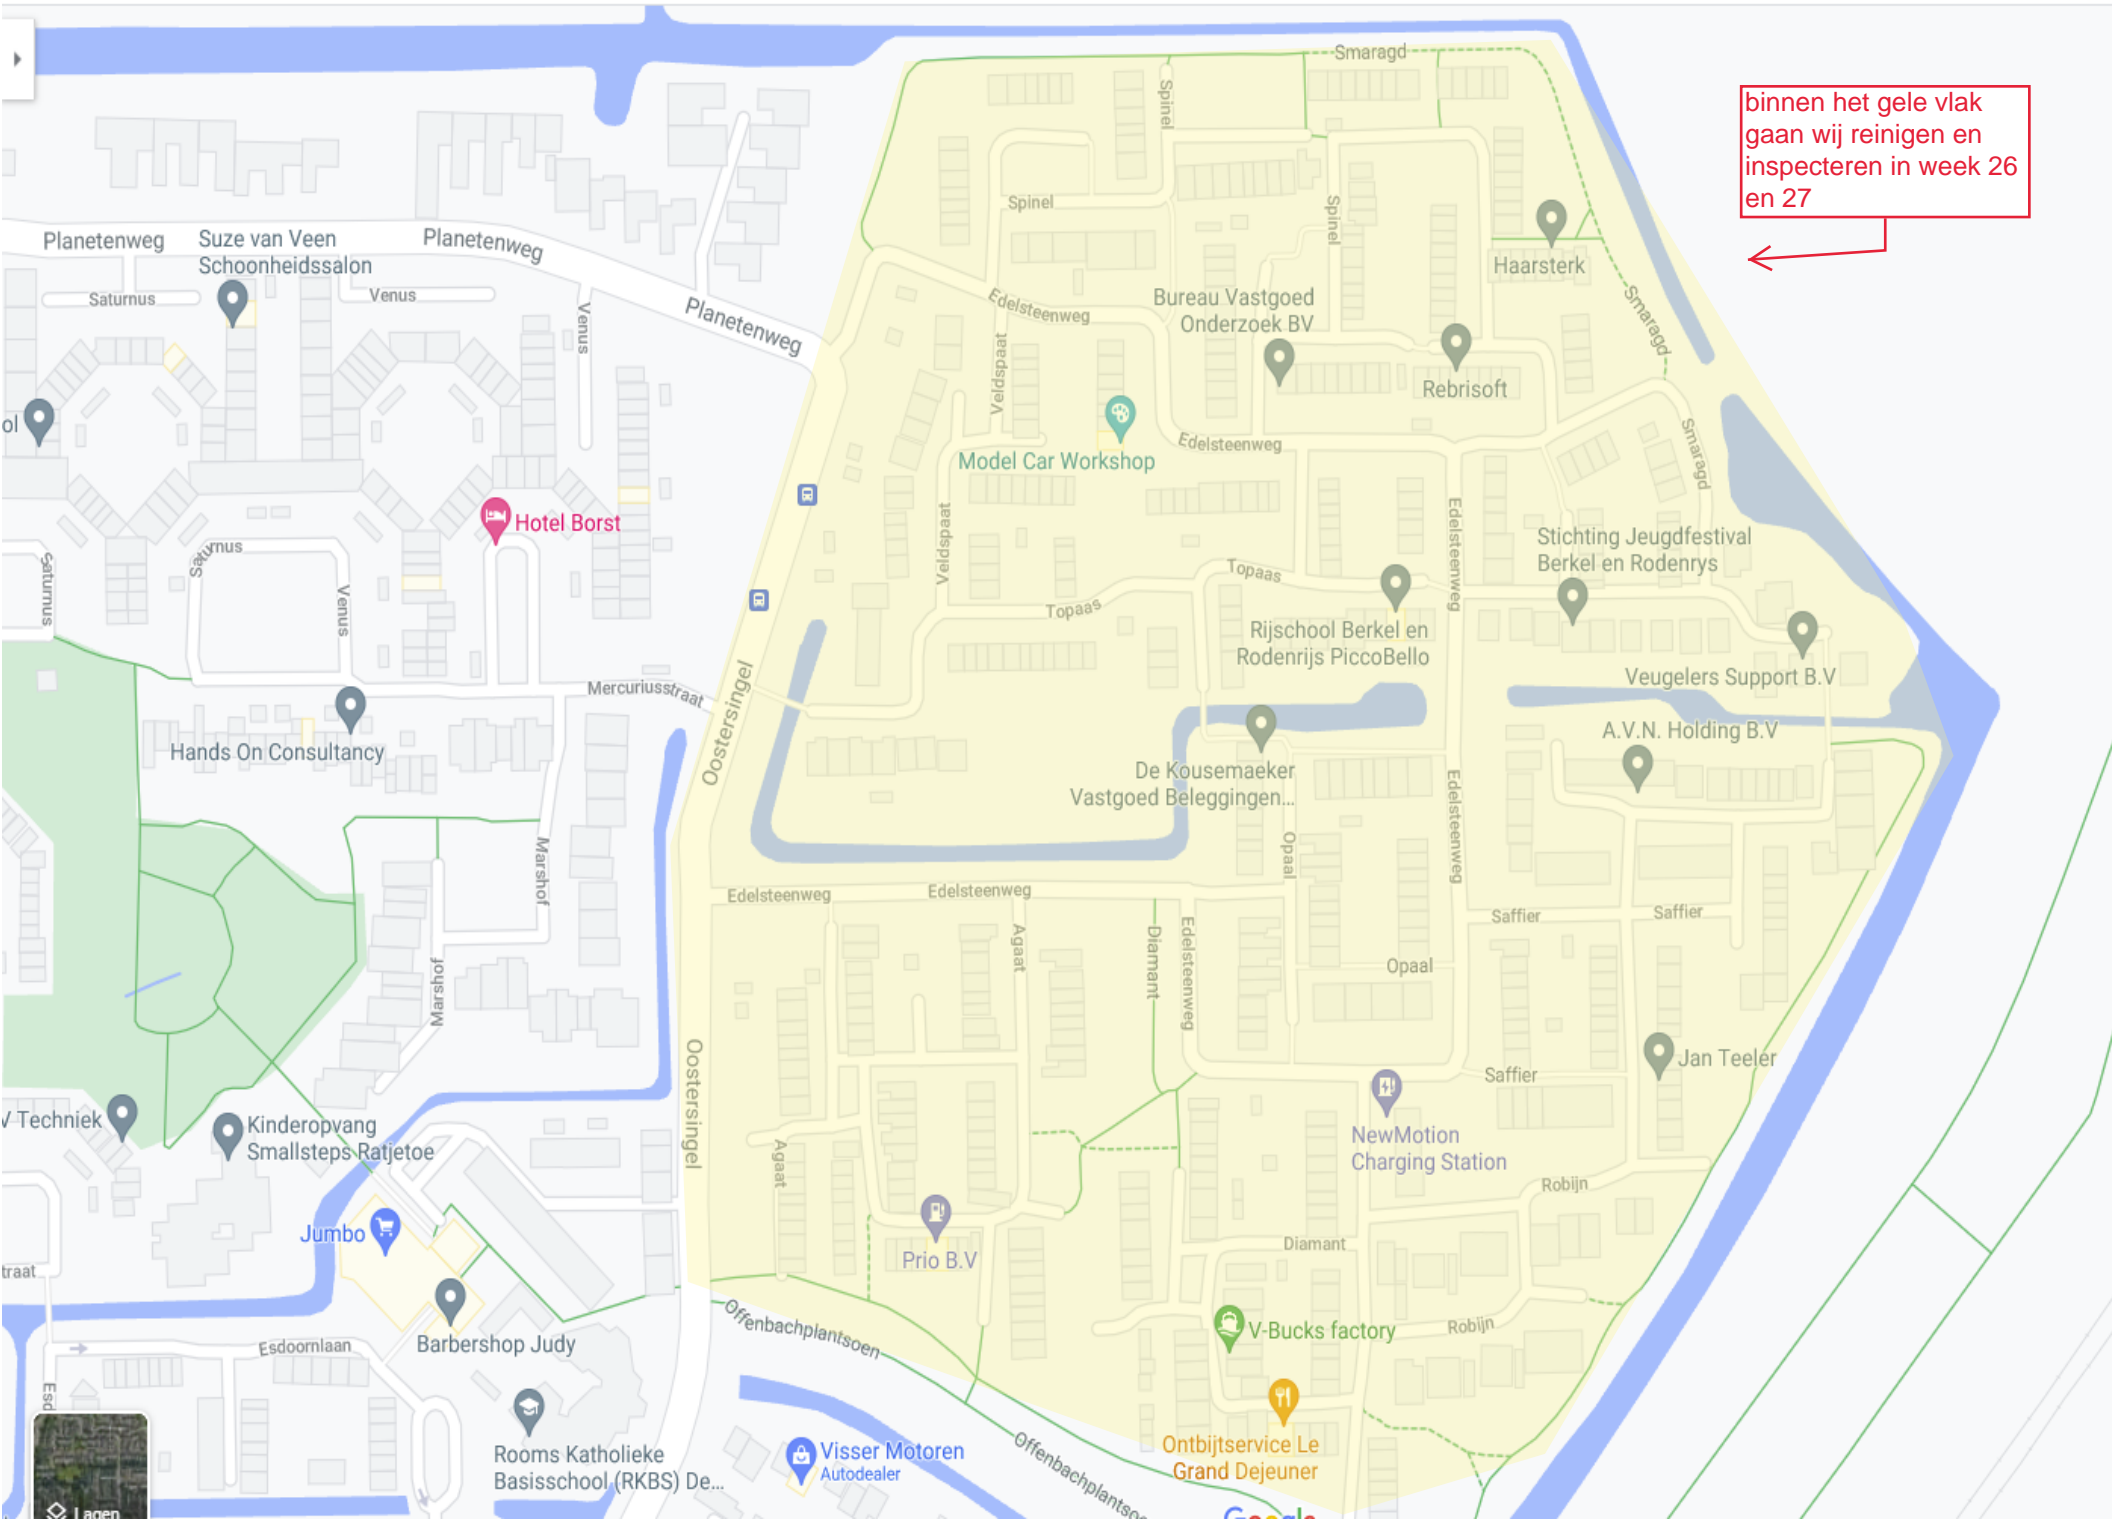 Smaragd
binnen het gele vlak
gaan wij reinigen en
inspecteren in week 26
en 27
Spinel
Spinel
Spinel
Planetenweg
Suze van Veen
Schoonheidssalon
Planetenweg
Haarsterk
Saturnus
Venus
Venus
Planetenweg
Edelsteenweg
Bureau Vastgoed
Onderzoek BV
Smaragd
Veldspaat
Rebrisoft
ol
Model Car Workshop
Edelsteenweg
Smaragd
Hotel Borst
Saturnus
Saturnus
Venus
Veldspaat
Edelsteenweg
Stichting Jeugdfestival
Berkel en Rodenrys
Topaas
Topaas
Rijschool Berkel en
Rodenrijs PiccoBello
Veugelers Support B.V
Mercuriusstraat
Oostersingel
Hands On Consultancy
A.V.N. Holding B.V
De Kousemaeker
Vastgoed Beleggingen...
Edelsteenweg
Opaal
Marshof
Edelsteenweg
Edelsteenweg
Saffier
Saffier
Agaat
Diamant
Edelsteenweg
Opaal
Marshof
Oostersingel
Jan Teeler
Saffier
V Techniek
Kinderopvang
Smallsteps Ratjetoe
NewMotion
Charging Station
Agaat
Robijn
Jumbo
Prio B.V
Diamant
traat
Offenbachplantsoen
V-Bucks factory
Robijn
Esdoornlaan
Barbershop Judy
Esd
Rooms Katholieke
Basisschool (RKBS) De...
Visser Motoren
Autodealer
Offenbachplantsoe
Ontbijtservice Le
Grand Dejeuner
Lagen
Google